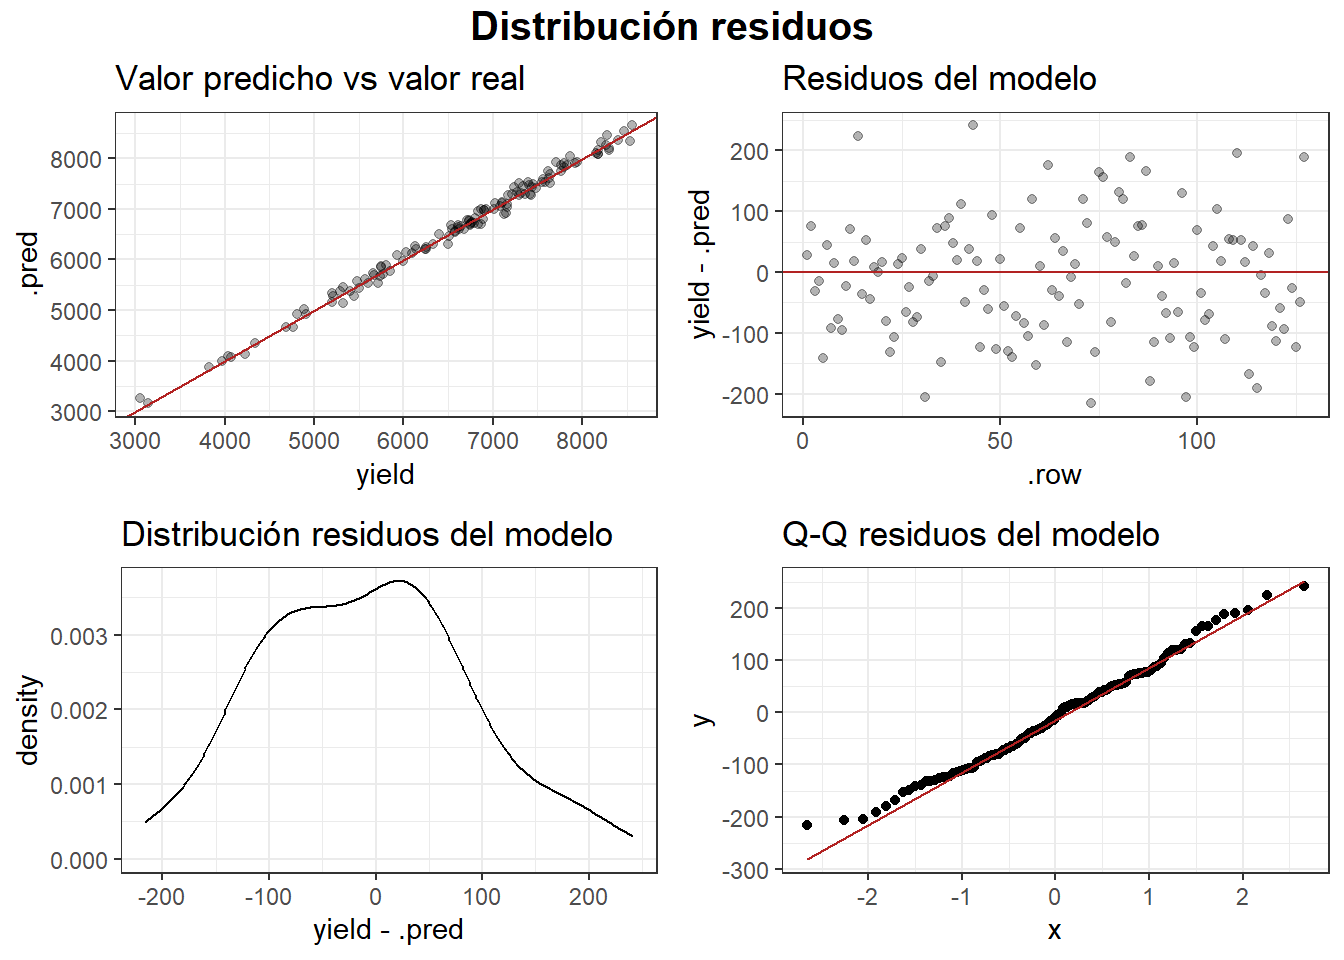 Distribución residuos
Valor predicho vs valor real
8000
7000
6000
5000
4000
3000
.pred
3000 4000 5000 6000 7000 8000
yield
Residuos del modelo
200
100
0
-100
-200
yield - .pred
0 50 100
.row
Distribución residuos del modelo
0.003
0.002
0.001
0.000
density
-200 -100 0 100 200
yield - .pred
Q-Q residuos del modelo
200
100
0
-100
-200
-300
y
-2 -1 0 1 2
x